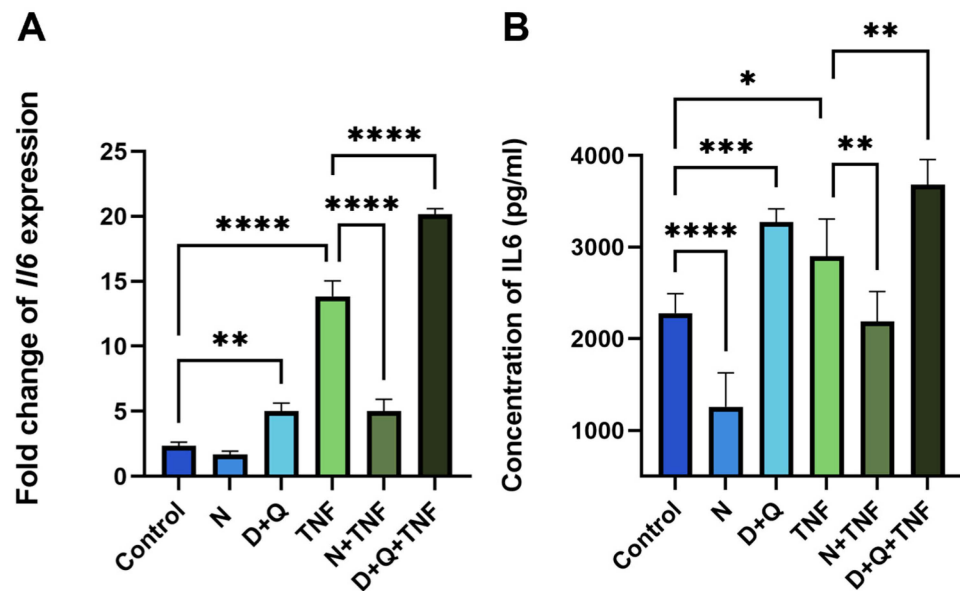 A
Fold change of Il6 expression
25
20
15
10
5
0
**
****
****
****
Control
N
D+Q
TNF
N+TNF
D+Q+TNF
B
Concentration of IL6 (pg/ml)
4000
3000
2000
1000
****
***
*
**
**
Control
N
D+Q
TNF
N+TNF
D+Q+TNF